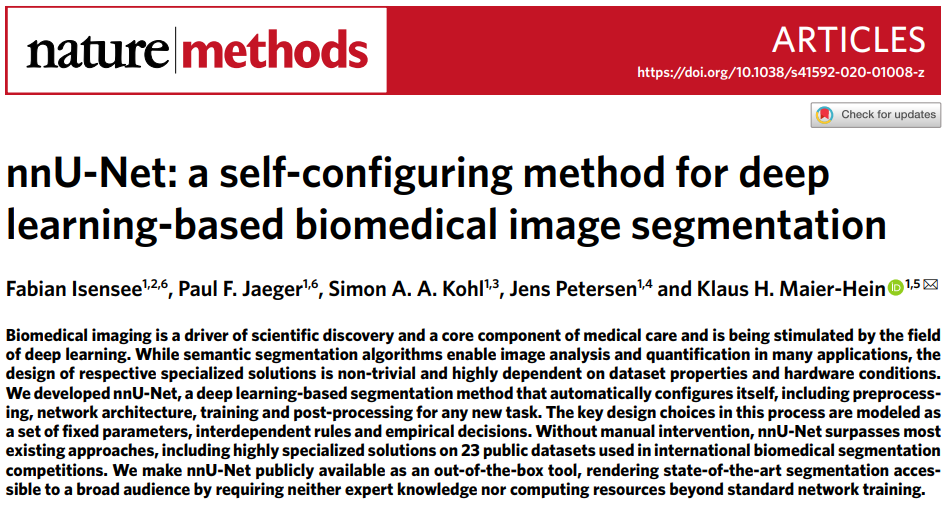 nature methods
ARTICLES
https://doi.org/10.1038/s41592-020-01008-z
Check for updates
nnU-Net: a self-configuring method for deep
learning-based biomedical image segmentation
Fabian Isensee1,2,6, Paul F. Jaeger1,6, Simon A. A. Kohl1,3, Jens Petersen1,4 and Klaus H. Maier-Hein iD 1,5
Biomedical imaging is a driver of scientific discovery and a core component of medical care and is being stimulated by the field
of deep learning. While semantic segmentation algorithms enable image analysis and quantification in many applications, the
design of respective specialized solutions is non-trivial and highly dependent on dataset properties and hardware conditions.
We developed nnU-Net, a deep learning-based segmentation method that automatically configures itself, including preprocess-
ing, network architecture, training and post-processing for any new task. The key design choices in this process are modeled as
a set of fixed parameters, interdependent rules and empirical decisions. Without manual intervention, nnU-Net surpasses most
existing approaches, including highly specialized solutions on 23 public datasets used in international biomedical segmentation
competitions. We make nnU-Net publicly available as an out-of-the-box tool, rendering state-of-the-art segmentation acces-
sible to a broad audience by requiring neither expert knowledge nor computing resources beyond standard network training.